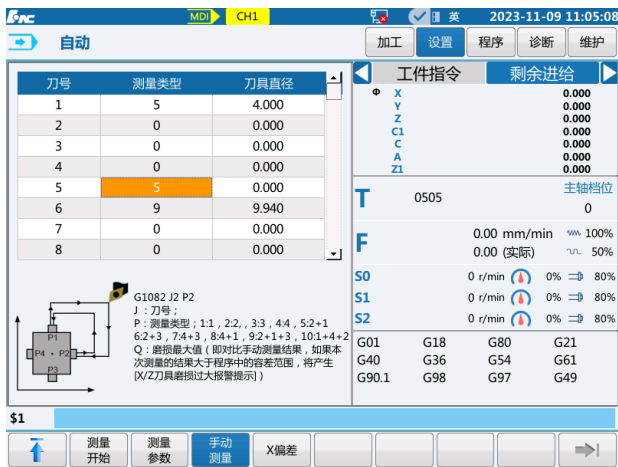 HNC MDI CH1 英 2023-11-09 11:05:08
自动 加工 设置 程序 诊断 维护
刀号 测量类型 刀具直径
1 5 4.000
2 0 0.000
3 0 0.000
4 0 0.000
5 5 0.000
6 9 9.940
7 0 0.000
8 0 0.000
G1082 J2 P2
J ：刀号；
P：测量类型；1:1 , 2:2, , 3:3 , 4:4 , 5:2+1
6:2+3 , 7:4+3 , 8:4+1 , 9:2+1+3 , 10:1+4+2
Q：磨损最大值 ( 即对比手动测量结果，如果本
次测量的结果大于程序中的容差范围，将产生
[X/Z刀具磨损过大报警提示] )
P1
P4 P2
P3
工件指令 剩余进给
Φ X 0.000
Y 0.000
Z 0.000
C1 0.000
C 0.000
A 0.000
Z1 0.000
T 0505 主轴档位
0
F 0.00 mm/min 100%
0.00 (实际) 50%
S0 0 r/min 0% 80%
S1 0 r/min 0% 80%
S2 0 r/min 0% 80%
G01 G18 G80 G21
G40 G36 G54 G61
G90.1 G98 G97 G49
$1
测量
开始
测量
参数
手动
测量
X偏差